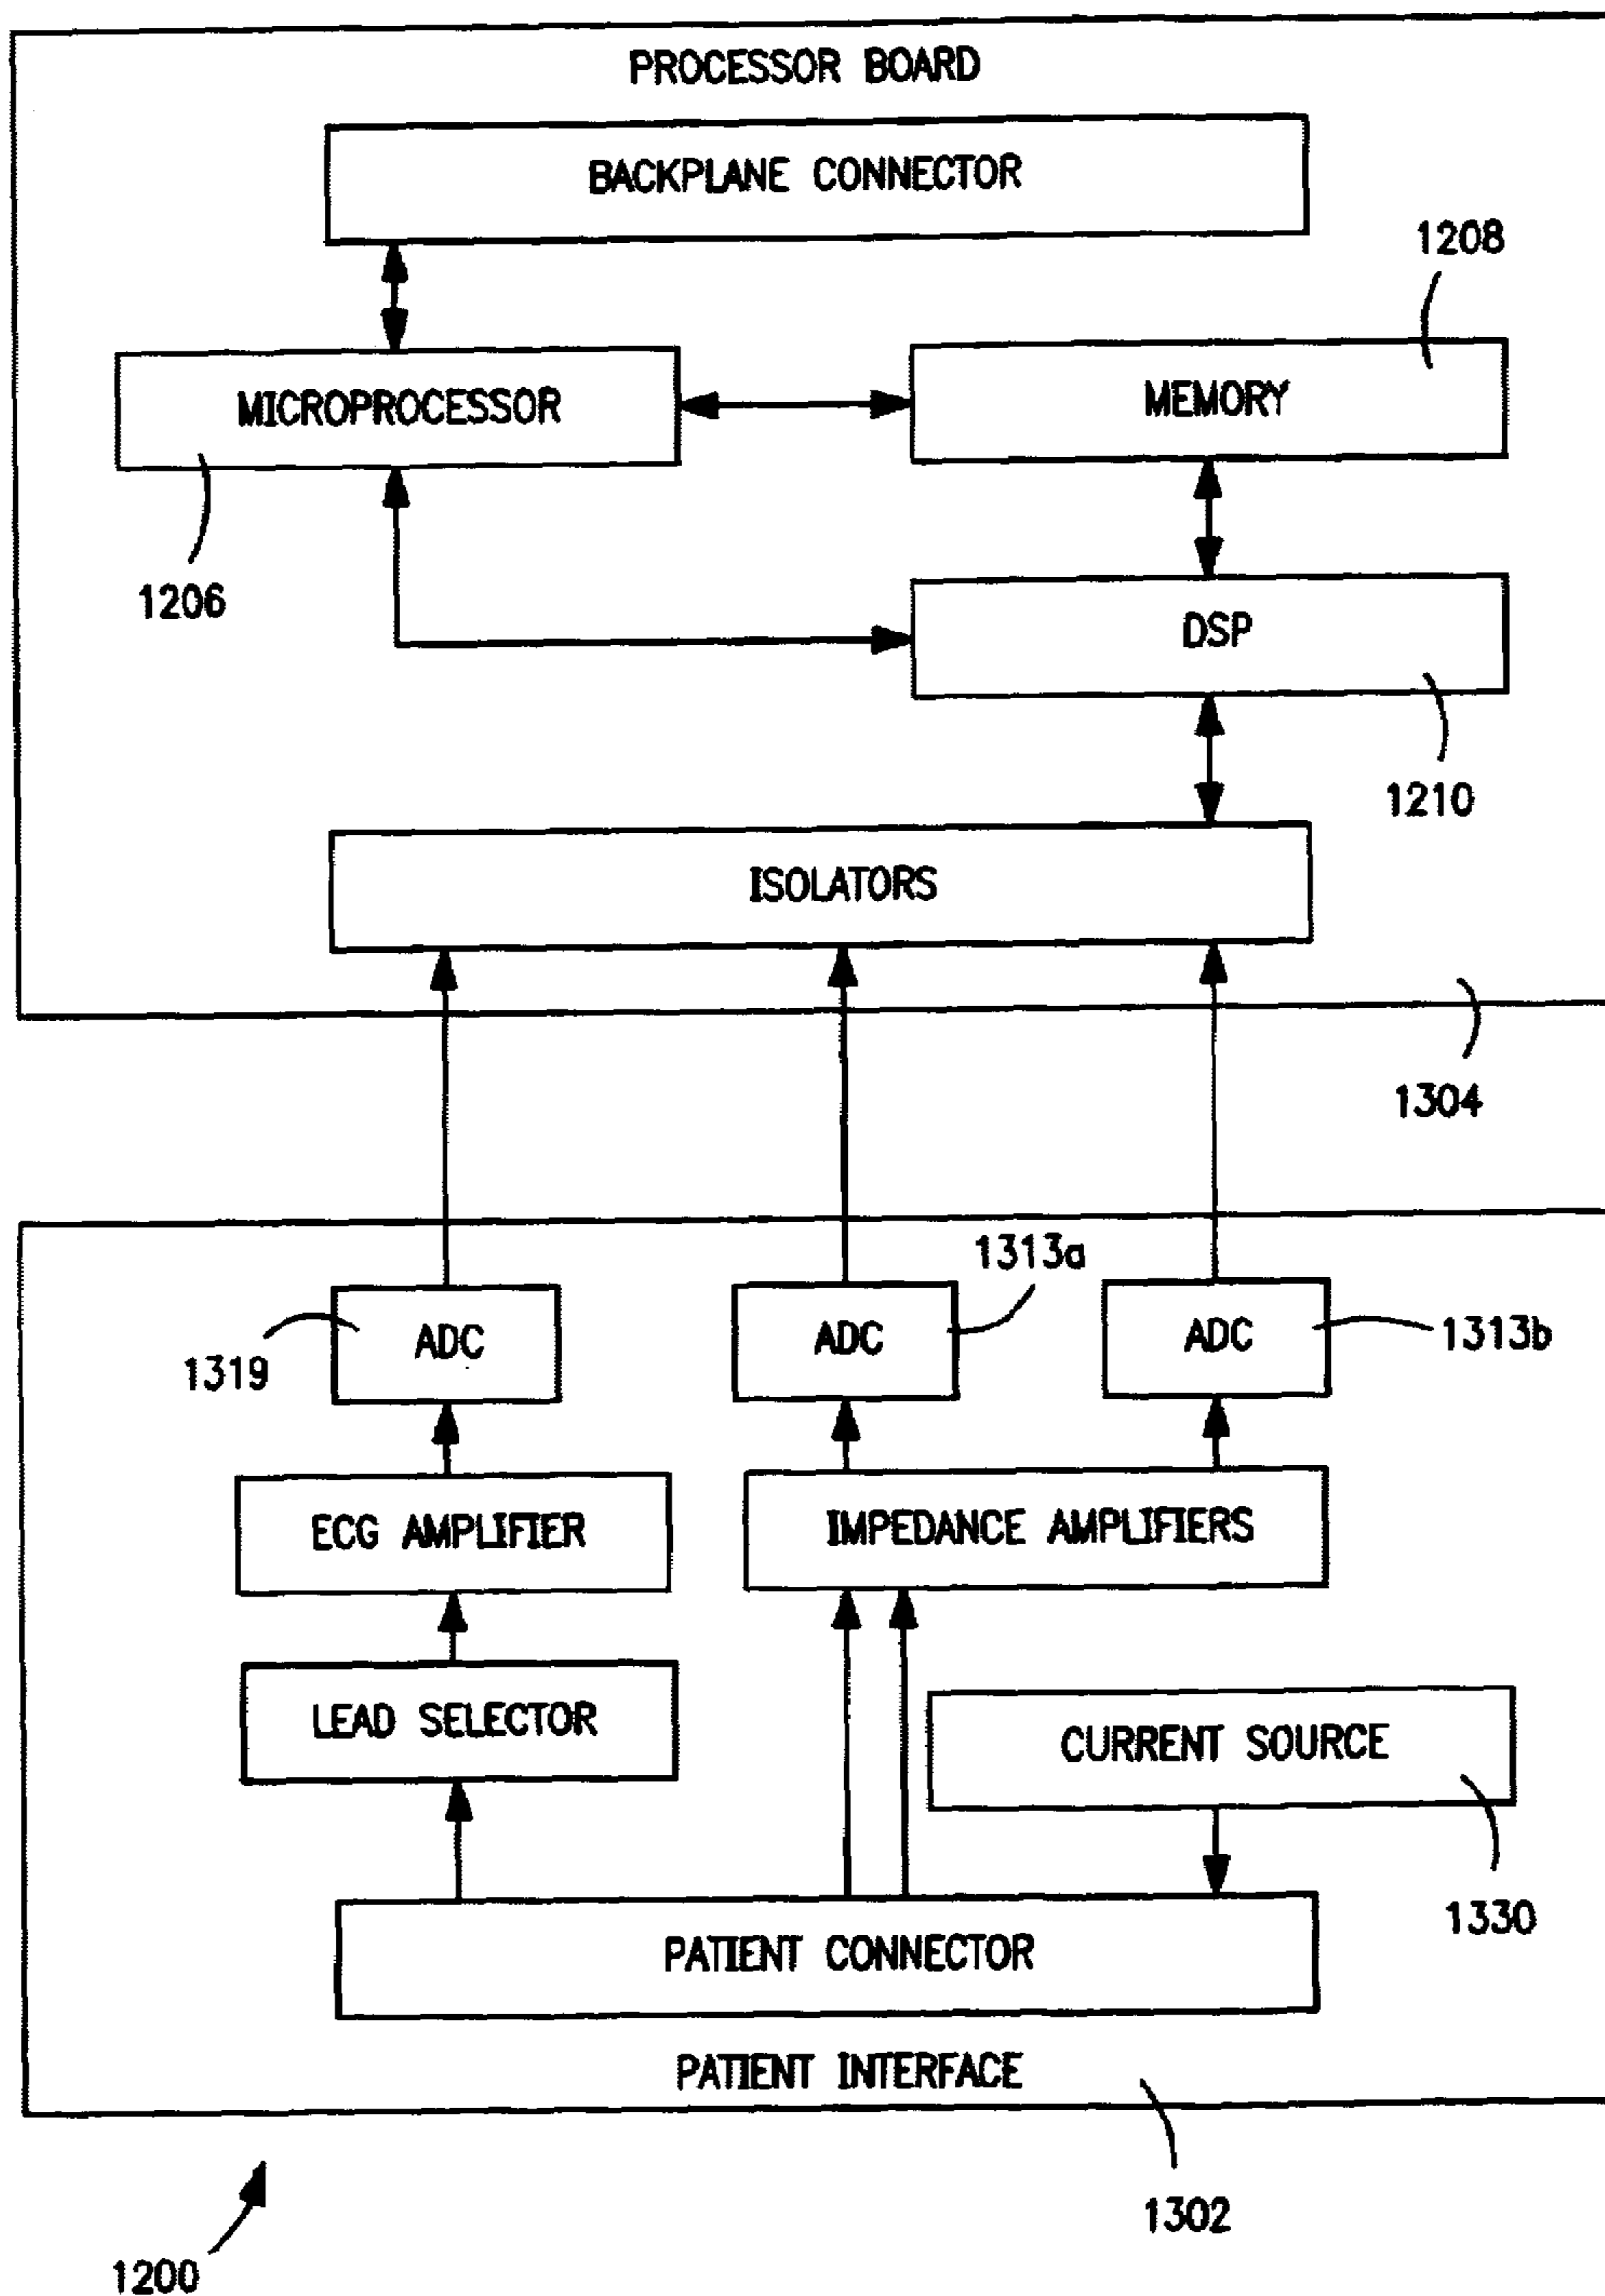 PROCESSOR BOARD
BACKPLANE CONNECTOR
1208
MICROPROCESSOR
MEMORY
1206
DSP
1210
ISOLATORS
1304
1313a
1319
ADC
ADC
ADC
1313b
ECG AMPLIFIER
IMPEDANCE AMPLIFIERS
LEAD SELECTOR
CURRENT SOURCE
1330
PATIENT CONNECTOR
PATIENT INTERFACE
1302
1200